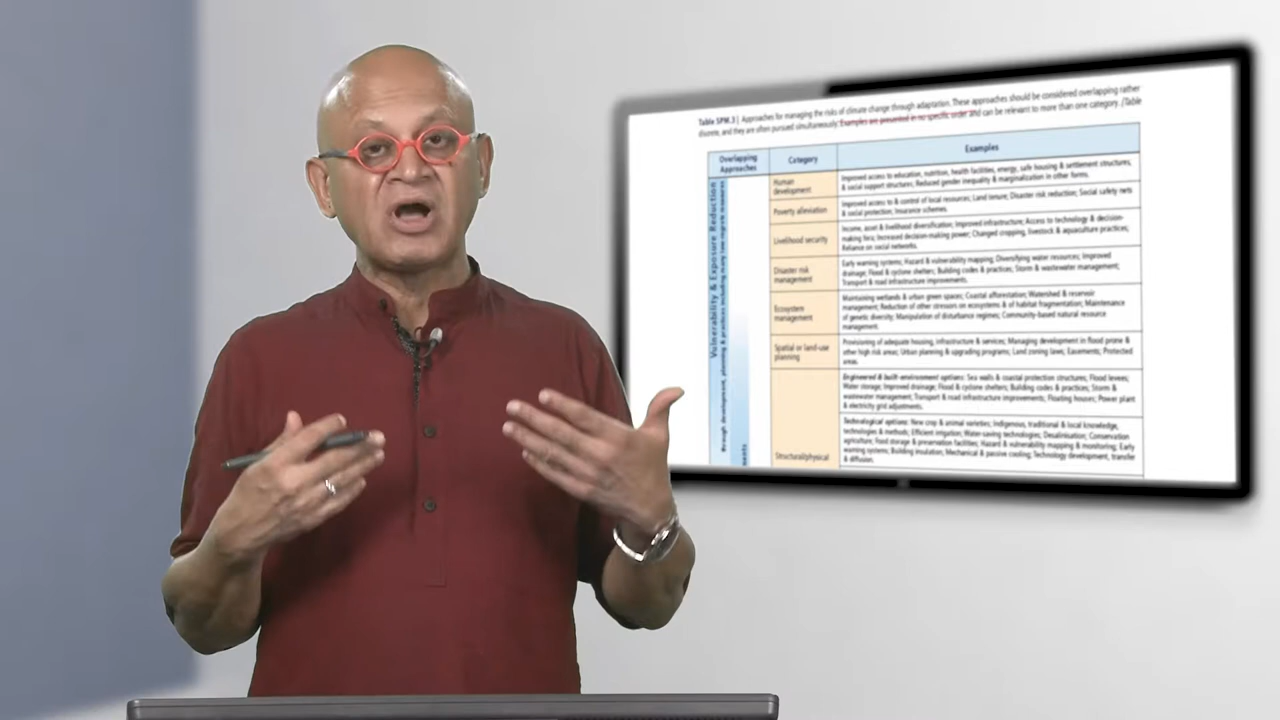 Table SPM.3 | Approaches for managing the risks of climate change through adaptation. These approaches should be considered overlapping rather
discrete, and they are often pursued simultaneously. Examples are presented in no specific order and can be relevant to more than one category. [Table
Overlapping
Approaches
Category
Examples
Vulnerability & Exposure Reduction
through development, planning & practices including many low-regrets measures
Human
development
Improved access to education, nutrition, health facilities, energy, safe housing & settlement structures,
& social support structures; Reduced gender inequality & marginalization in other forms.
Poverty alleviation
Improved access to & control of local resources; Land tenure; Disaster risk reduction; Social safety nets
& social protection; Insurance schemes.
Livelihood security
Income, asset & livelihood diversification; Improved infrastructure; Access to technology & decision-
making fora; Increased decision-making power; Changed cropping, livestock & aquaculture practices;
Reliance on social networks.
Disaster risk
management
Early warning systems; Hazard & vulnerability mapping; Diversifying water resources; Improved
drainage; Flood & cyclone shelters; Building codes & practices; Storm & wastewater management;
Transport & road infrastructure improvements.
Ecosystem
management
Maintaining wetlands & urban green spaces; Coastal afforestation; Watershed & reservoir
management; Reduction of other stressors on ecosystems & of habitat fragmentation; Maintenance
of genetic diversity; Manipulation of disturbance regimes; Community-based natural resource
management.
Spatial or land-use
planning
Provisioning of adequate housing, infrastructure & services; Managing development in flood prone &
other high risk areas; Urban planning & upgrading programs; Land zoning laws; Easements; Protected
areas.
Structural/physical
Engineered & built-environment options: Sea walls & coastal protection structures; Flood levees;
Water storage; Improved drainage; Flood & cyclone shelters; Building codes & practices; Storm &
wastewater management; Transport & road infrastructure improvements; Floating houses; Power plant
& electricity grid adjustments.
Technological options: New crop & animal varieties; Indigenous, traditional & local knowledge,
technologies & methods; Efficient irrigation; Water-saving technologies; Desalinisation; Conservation
agriculture; Food storage & preservation facilities; Hazard & vulnerability mapping & monitoring; Early
warning systems; Building insulation; Mechanical & passive cooling; Technology development, transfer
& diffusion.